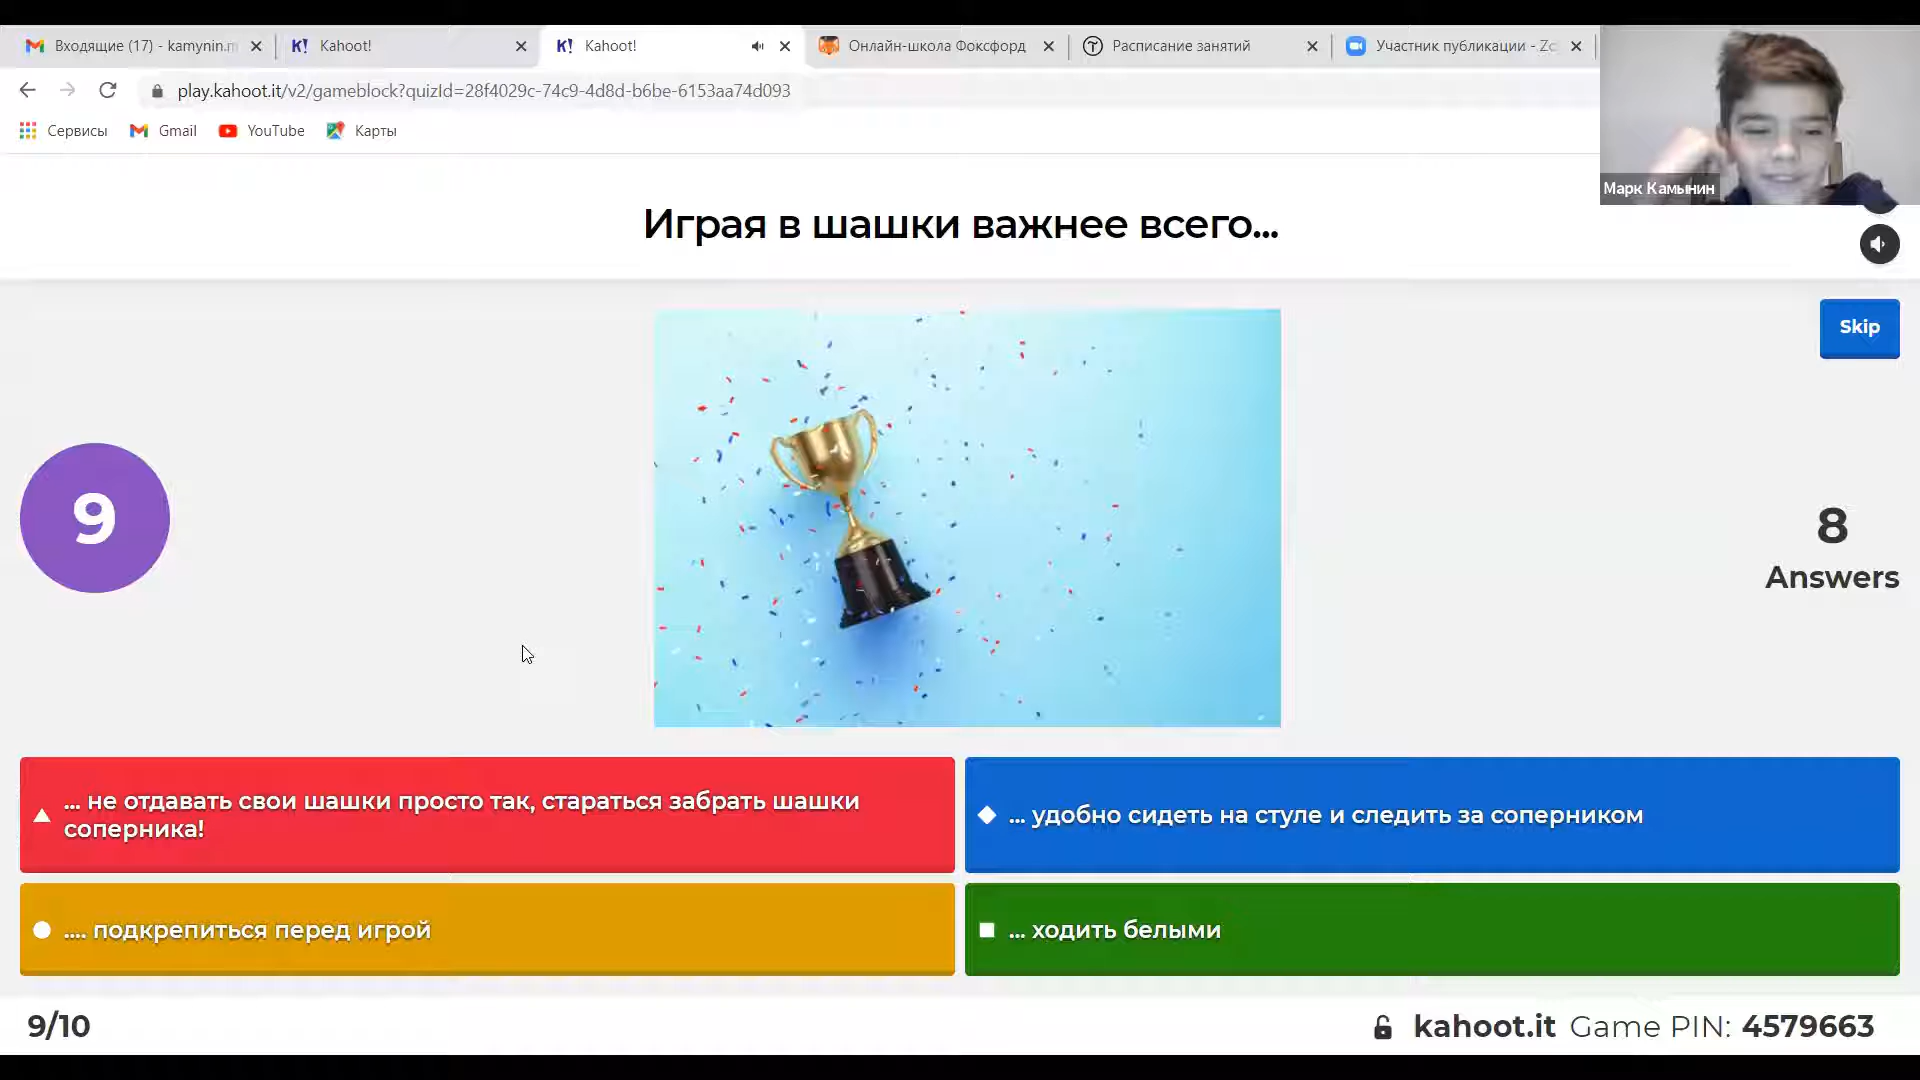 Входящие (17) - kamynin.m
K! Kahoot!
K! Kahoot!
Онлайн-школа Фоксфорд
Расписание занятий
Участник публикации - Zc
play.kahoot.it/v2/gameblock?quizId=28f4029c-74c9-4d8d-b6be-6153aa74d093
Сервисы
Gmail
YouTube
Карты
Марк Камынин
Играя в шашки важнее всего...
Skip
9
8
Answers
... не отдавать свои шашки просто так, стараться забрать шашки
соперника!
... удобно сидеть на стуле и следить за соперником
.... подкрепиться перед игрой
... ходить белыми
9/10
kahoot.it Game PIN: 4579663